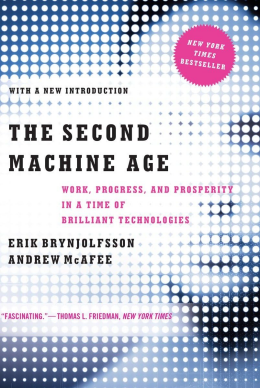 NEW YORK
TIMES
BESTSELLER
WITH A NEW INTRODUCTION
THE SECOND
MACHINE AGE
WORK, PROGRESS, AND PROSPERITY
IN A TIME OF
BRILLIANT TECHNOLOGIES
ERIK BRYNJOLFSSON
ANDREW McAFEE
"FASCINATING."—THOMAS L. FRIEDMAN, NEW YORK TIMES